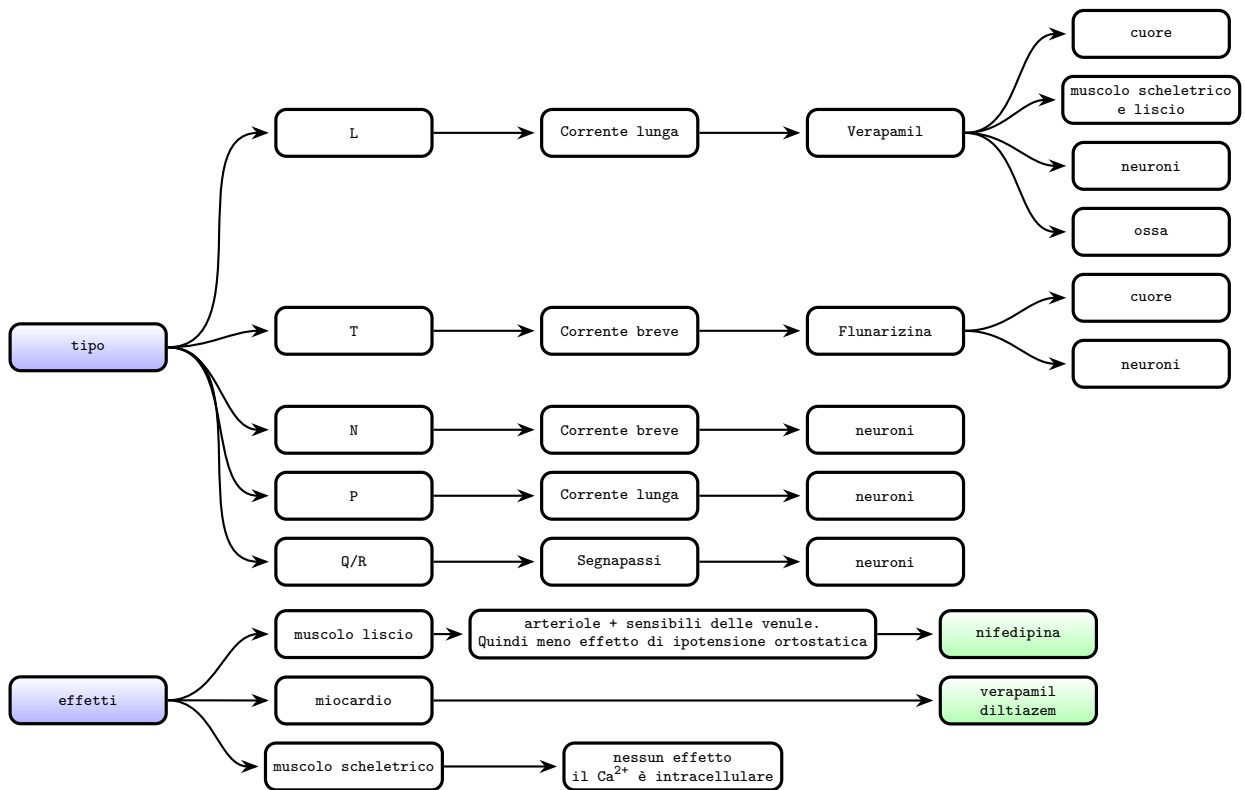 tipo
L
Corrente lunga
Verapamil
cuore
muscolo scheletrico
e liscio
neuroni
ossa
T
Corrente breve
Flunarizina
cuore
neuroni
N
Corrente breve
neuroni
P
Corrente lunga
neuroni
Q/R
Segnapassi
neuroni
effetti
muscolo liscio
arteriole + sensibili delle venule.
Quindi meno effetto di ipotensione ortostatica
nifedipina
miocardio
verapamil
diltiazem
muscolo scheletrico
nessun effetto
il Ca²⁺ è intracellulare